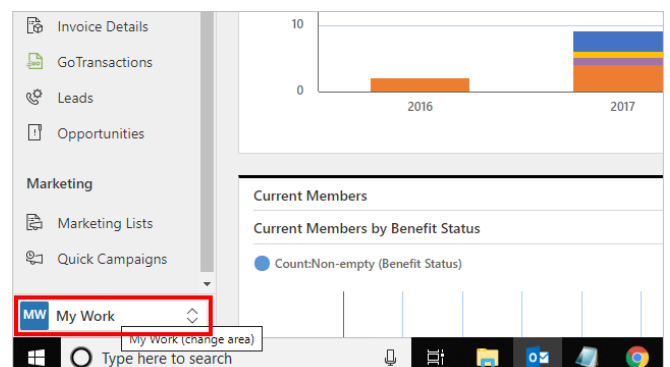 Invoice Details
GoTransactions
Leads
Opportunities
Marketing
Marketing Lists
Quick Campaigns
MW My Work
My Work (change area)
Type here to search
10
0
2016 2017
Current Members
Current Members by Benefit Status
Count:Non-empty (Benefit Status)